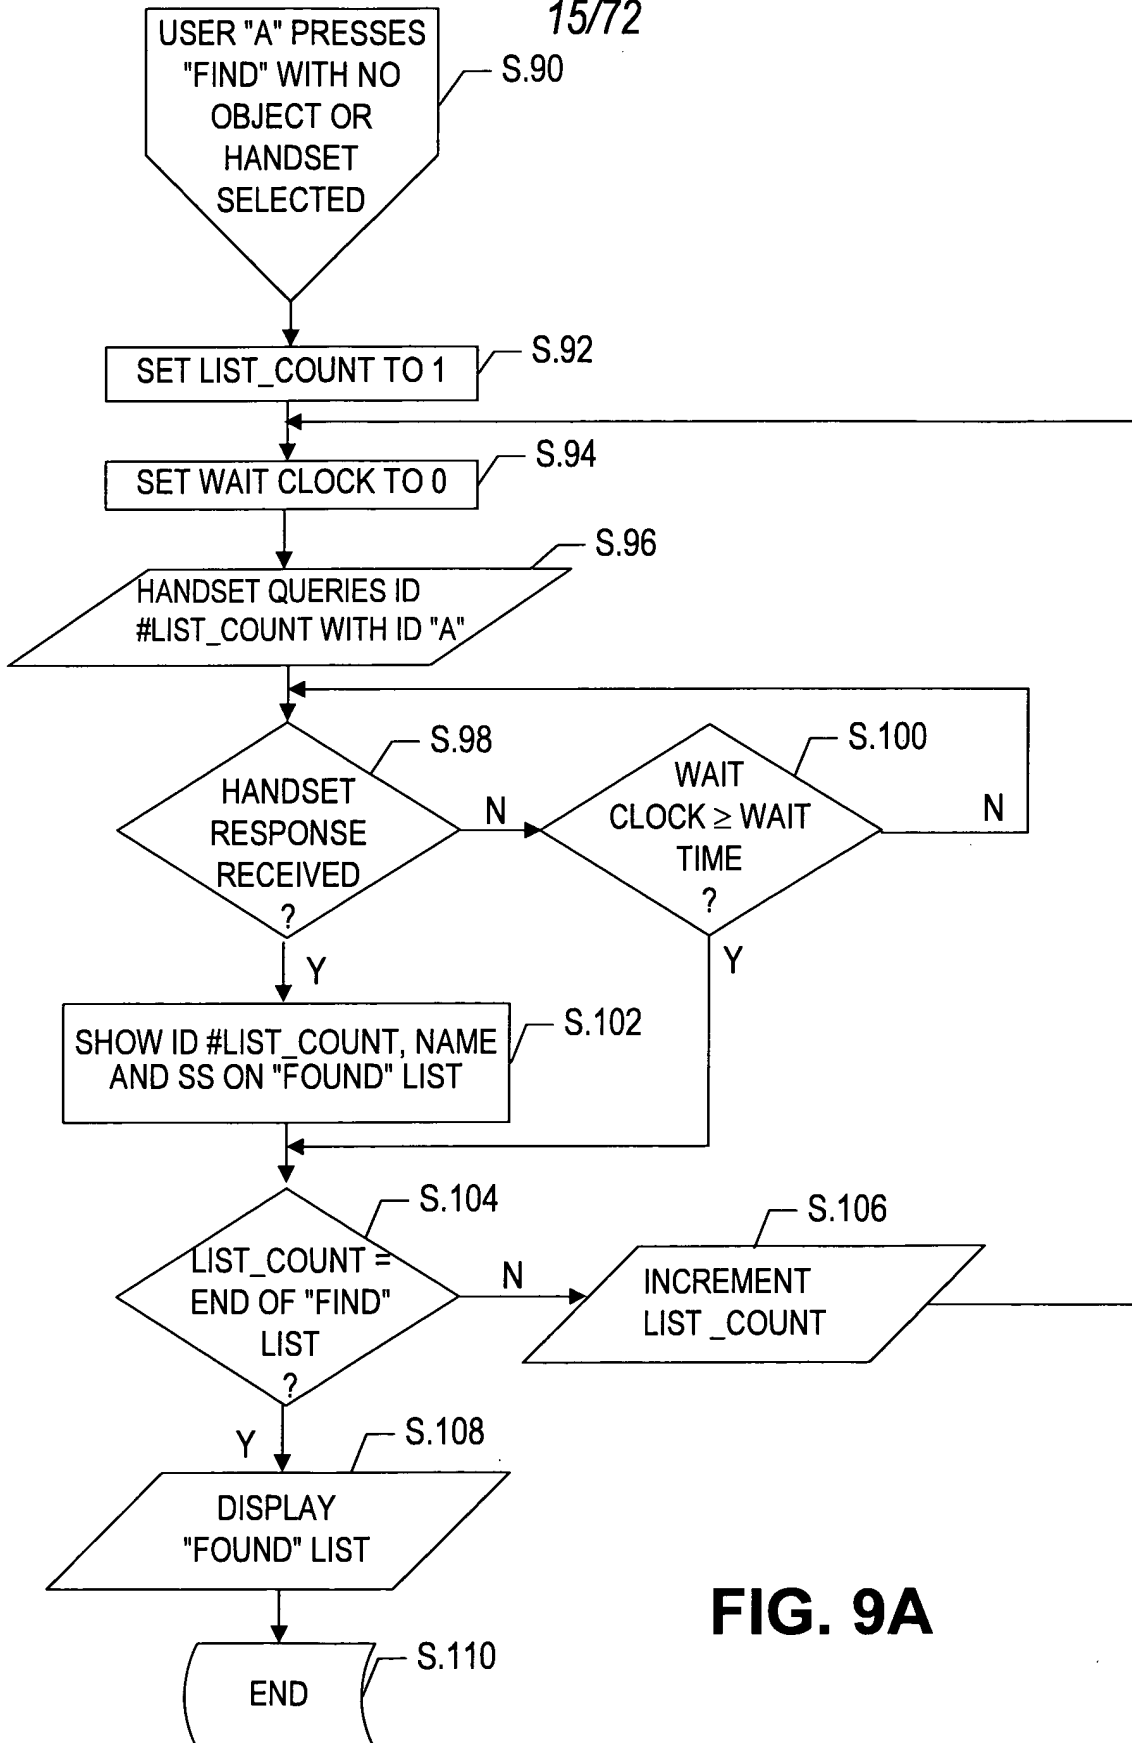 15/72
USER "A" PRESSES
"FIND" WITH NO
OBJECT OR
HANDSET
SELECTED
S.90
SET LIST_COUNT TO 1
S.92
SET WAIT CLOCK TO 0
S.94
HANDSET QUERIES ID
#LIST_COUNT WITH ID "A"
S.96
HANDSET
RESPONSE
RECEIVED
?
S.98
N
WAIT
CLOCK ≥ WAIT
TIME
?
S.100
N
Y
Y
SHOW ID #LIST_COUNT, NAME
AND SS ON "FOUND" LIST
S.102
LIST_COUNT =
END OF "FIND"
LIST
?
S.104
N
INCREMENT
LIST _COUNT
S.106
Y
DISPLAY
"FOUND" LIST
S.108
END
S.110
FIG. 9A